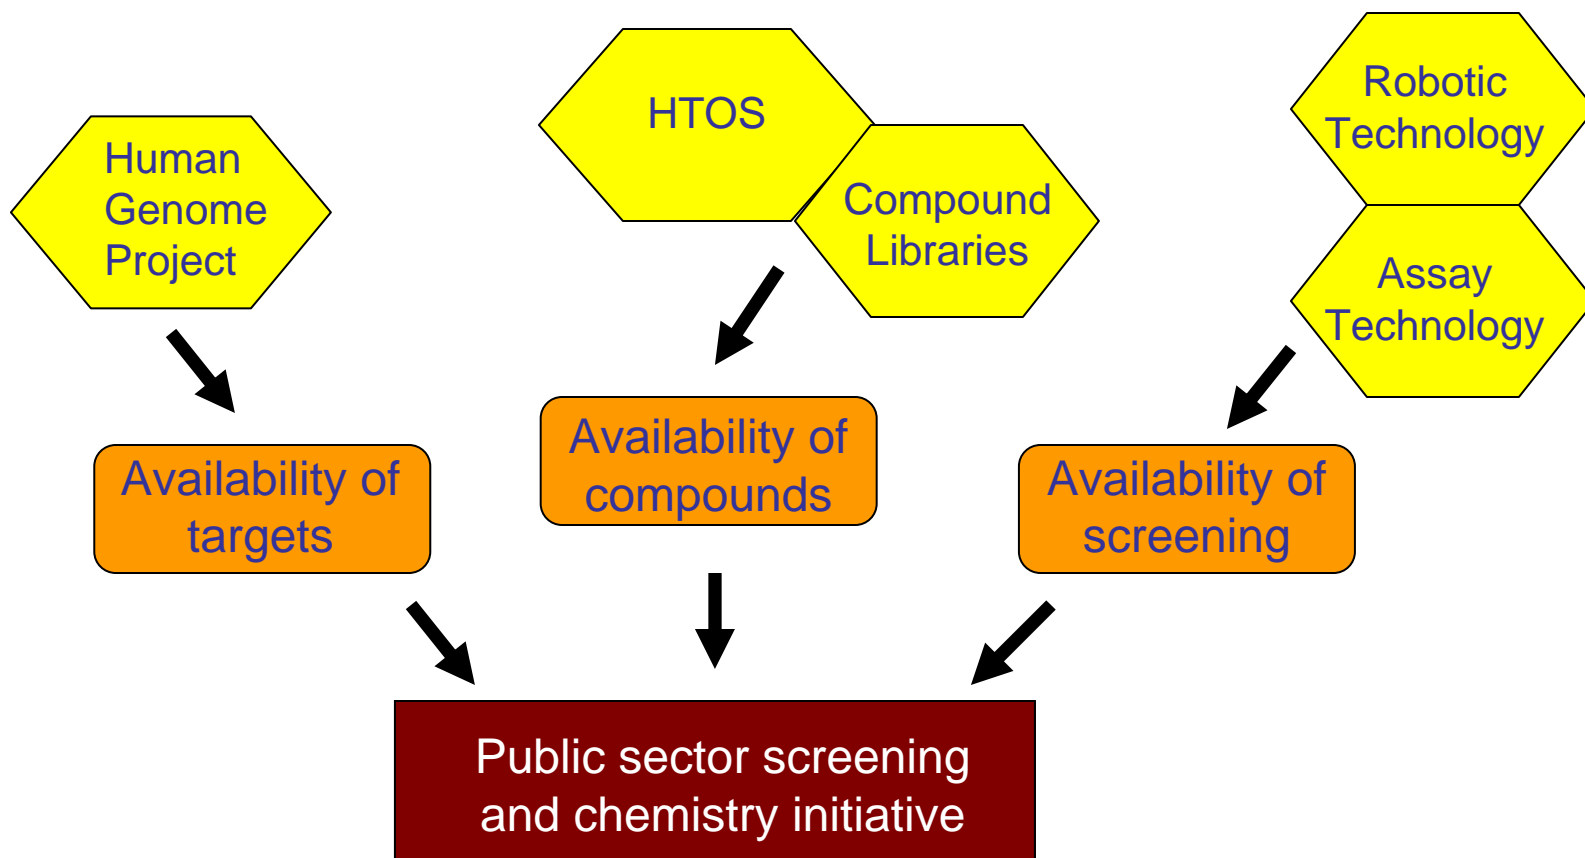 Human
Genome
Project
HTOS
Compound
Libraries
Robotic
Technology
Assay
Technology
Availability of
targets
Availability of
compounds
Availability of
screening
Public sector screening
and chemistry initiative